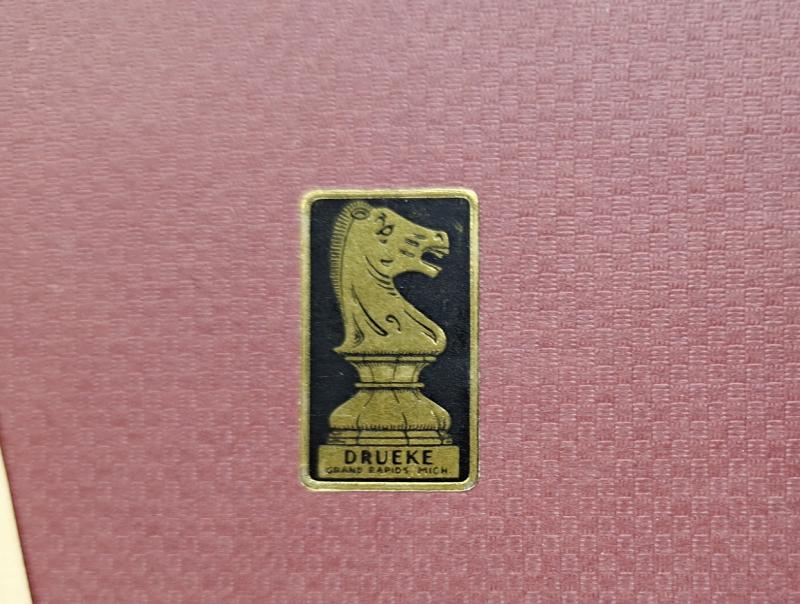 DRUEKE
GRAND RAPIDS, MICH.